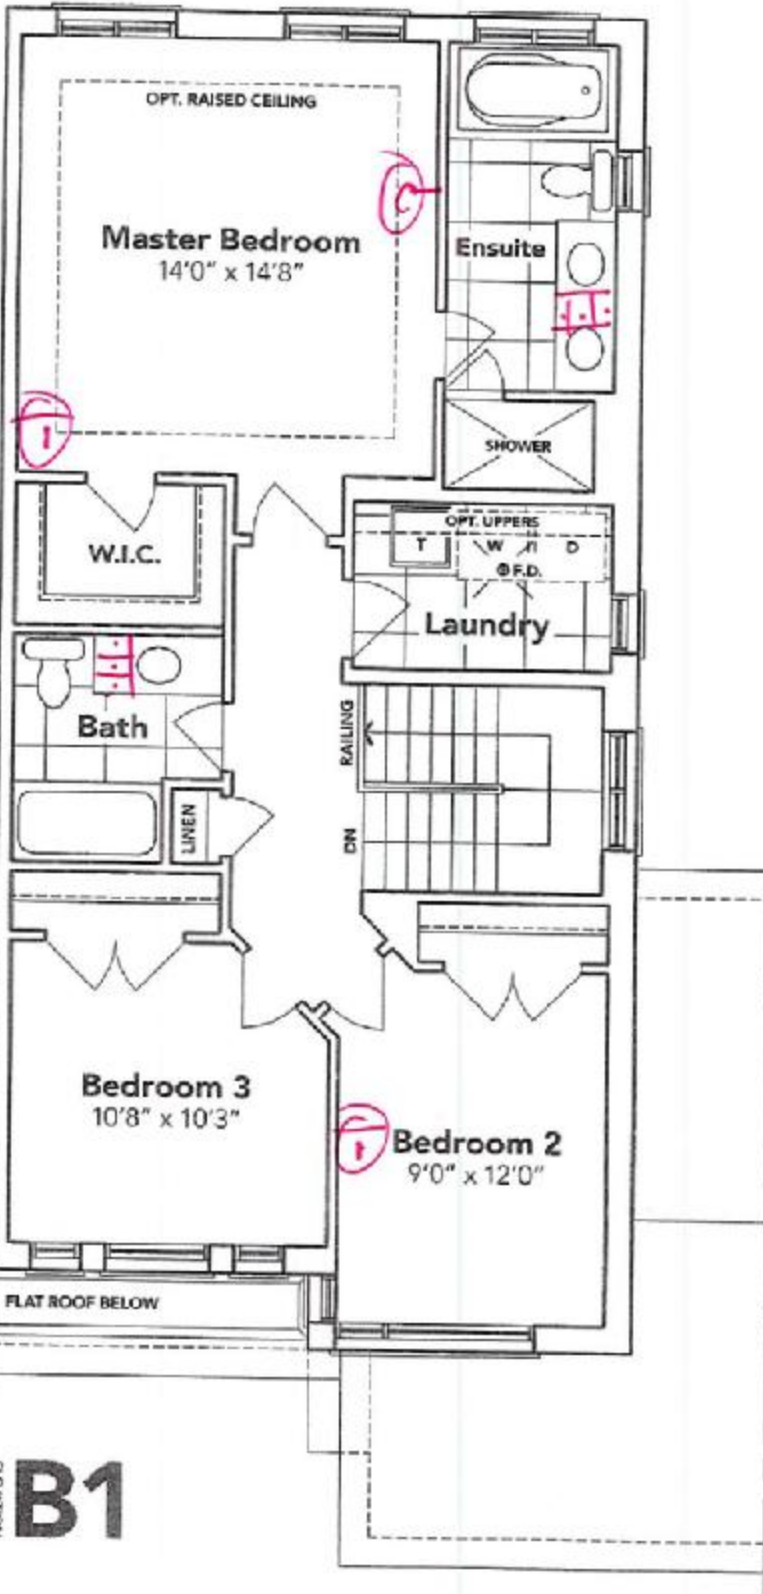 OPT. RAISED CEILING
Master Bedroom
14'0" x 14'8"
Ensuite
SHOWER
W.I.C.
OPT. UPPERS
T W D
F.D.
Laundry
Bath
RAILING
LINEN
DN
Bedroom 3
10'8" x 10'3"
Bedroom 2
9'0" x 12'0"
FLAT ROOF BELOW
B1